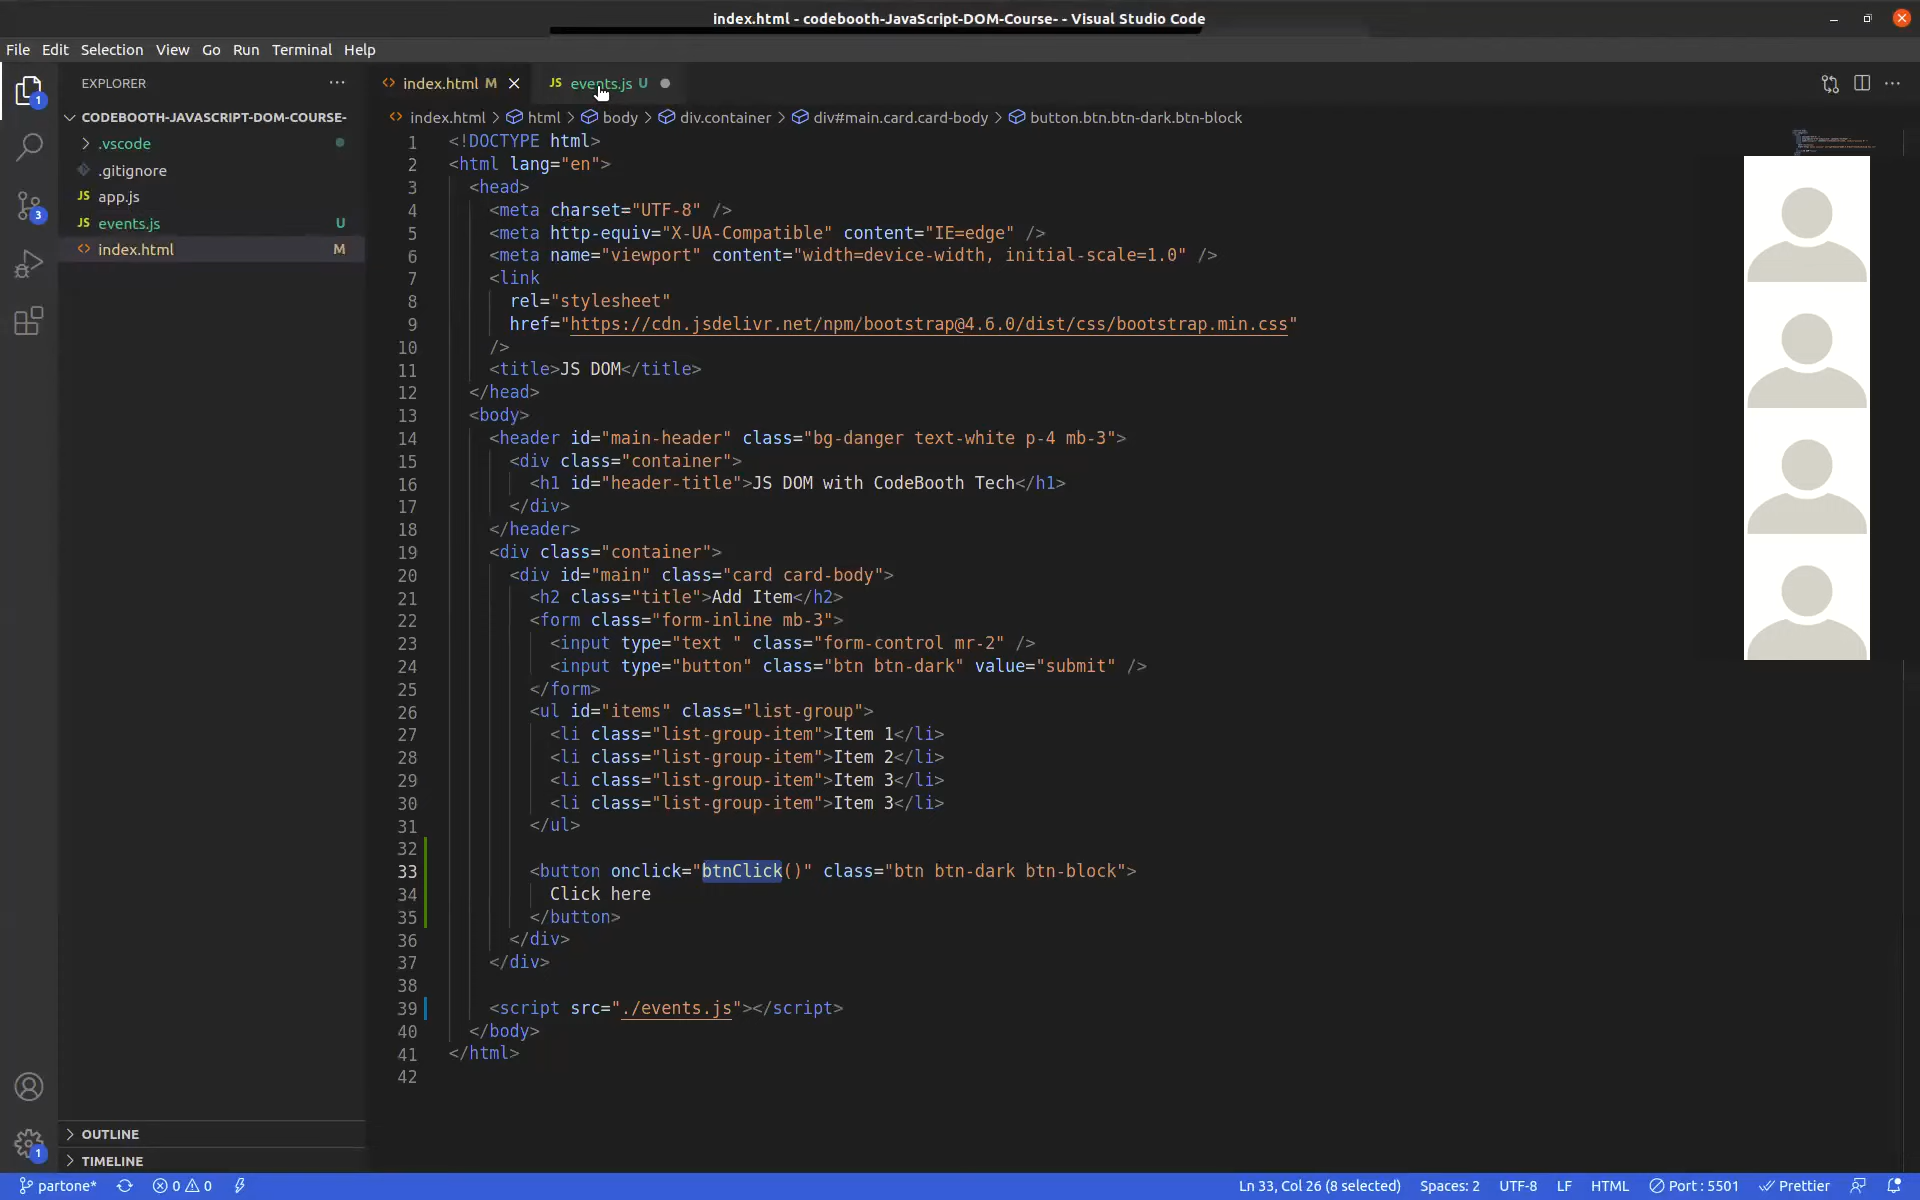 index.html - codebooth-JavaScript-DOM-Course- - Visual Studio Code
File Edit Selection View Go Run Terminal Help
EXPLORER
index.html M
JS events.js U
1
CODEBOOTH-JAVASCRIPT-DOM-COURSE-
index.html > html > body > div.container > div#main.card.card-body > button.btn.btn-dark.btn-block
.vscode
.gitignore
JS app.js
JS events.js U
index.html M
3
1 <!DOCTYPE html>
2 <html lang="en">
3 <head>
4 <meta charset="UTF-8" />
5 <meta http-equiv="X-UA-Compatible" content="IE=edge" />
6 <meta name="viewport" content="width=device-width, initial-scale=1.0" />
7 <link
8 rel="stylesheet"
9 href="https://cdn.jsdelivr.net/npm/bootstrap@4.6.0/dist/css/bootstrap.min.css"
10 />
11 <title>JS DOM</title>
12 </head>
13 <body>
14 <header id="main-header" class="bg-danger text-white p-4 mb-3">
15 <div class="container">
16 <h1 id="header-title">JS DOM with CodeBooth Tech</h1>
17 </div>
18 </header>
19 <div class="container">
20 <div id="main" class="card card-body">
21 <h2 class="title">Add Item</h2>
22 <form class="form-inline mb-3">
23 <input type="text " class="form-control mr-2" />
24 <input type="button" class="btn btn-dark" value="submit" />
25 </form>
26 <ul id="items" class="list-group">
27 <li class="list-group-item">Item 1</li>
28 <li class="list-group-item">Item 2</li>
29 <li class="list-group-item">Item 3</li>
30 <li class="list-group-item">Item 3</li>
31 </ul>
32
33 <button onclick="btnClick()" class="btn btn-dark btn-block">
34 Click here
35 </button>
36 </div>
37 </div>
38
39 <script src="./events.js"></script>
40 </body>
41 </html>
42
OUTLINE
1
TIMELINE
partone* 0 0 Ln 33, Col 26 (8 selected) Spaces: 2 UTF-8 LF HTML Port : 5501 Prettier